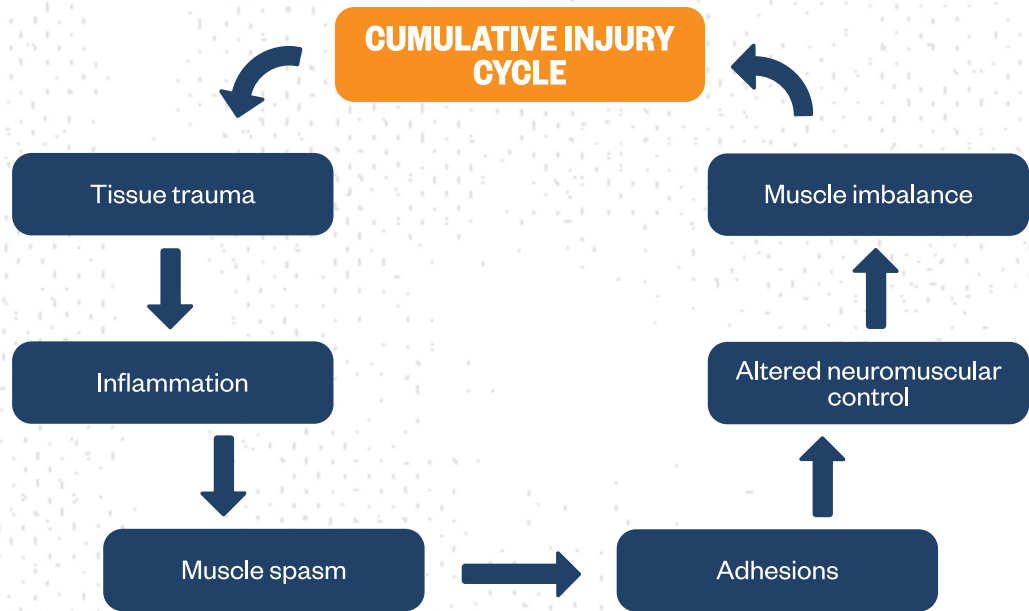 CUMULATIVE INJURY
CYCLE
Tissue trauma
Inflammation
Muscle spasm
Adhesions
Altered neuromuscular
control
Muscle imbalance